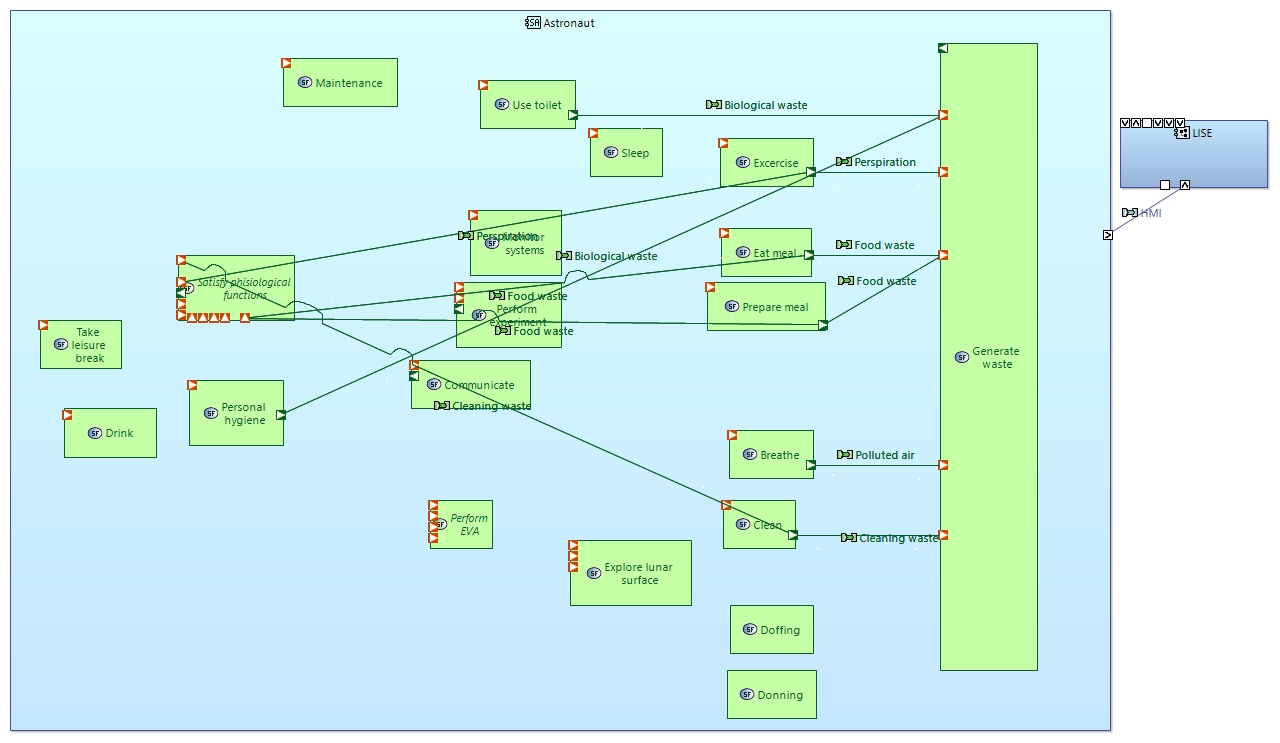 SA Astronaut
SF Maintenance
SF Use toilet
Biological waste
LISE
SF Sleep
SF Excercise
Perspiration
HMI
Perspiration
SF Monitor
systems
Biological waste
SF Eat meal
Food waste
SF Satisfy phisiological
functions
Food waste
SF Prepare meal
Food waste
SF Perform
experiment
Food waste
SF Take
leisure
break
SF Generate
waste
SF Communicate
Cleaning waste
SF Personal
hygiene
SF Drink
SF Breathe
Polluted air
SF Perform
EVA
SF Clean
Cleaning waste
SF Explore lunar
surface
SF Doffing
SF Donning